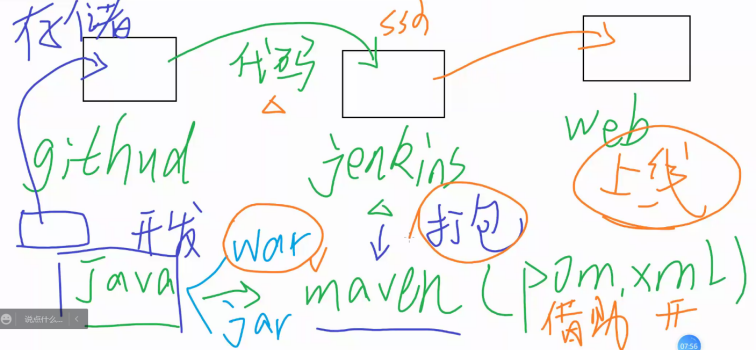 存储
ssd
代码
githud
jenkins
web
上线
开发
war
打包
java
jar
maven (pom.xml)
借助 开
说点什么...
07:56